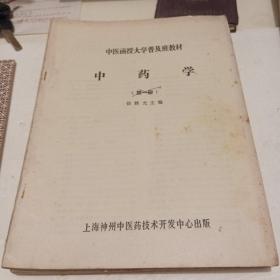 中医函授大学普及班教材
中药学
（第一册）
上海神州中医药技术开发中心出版